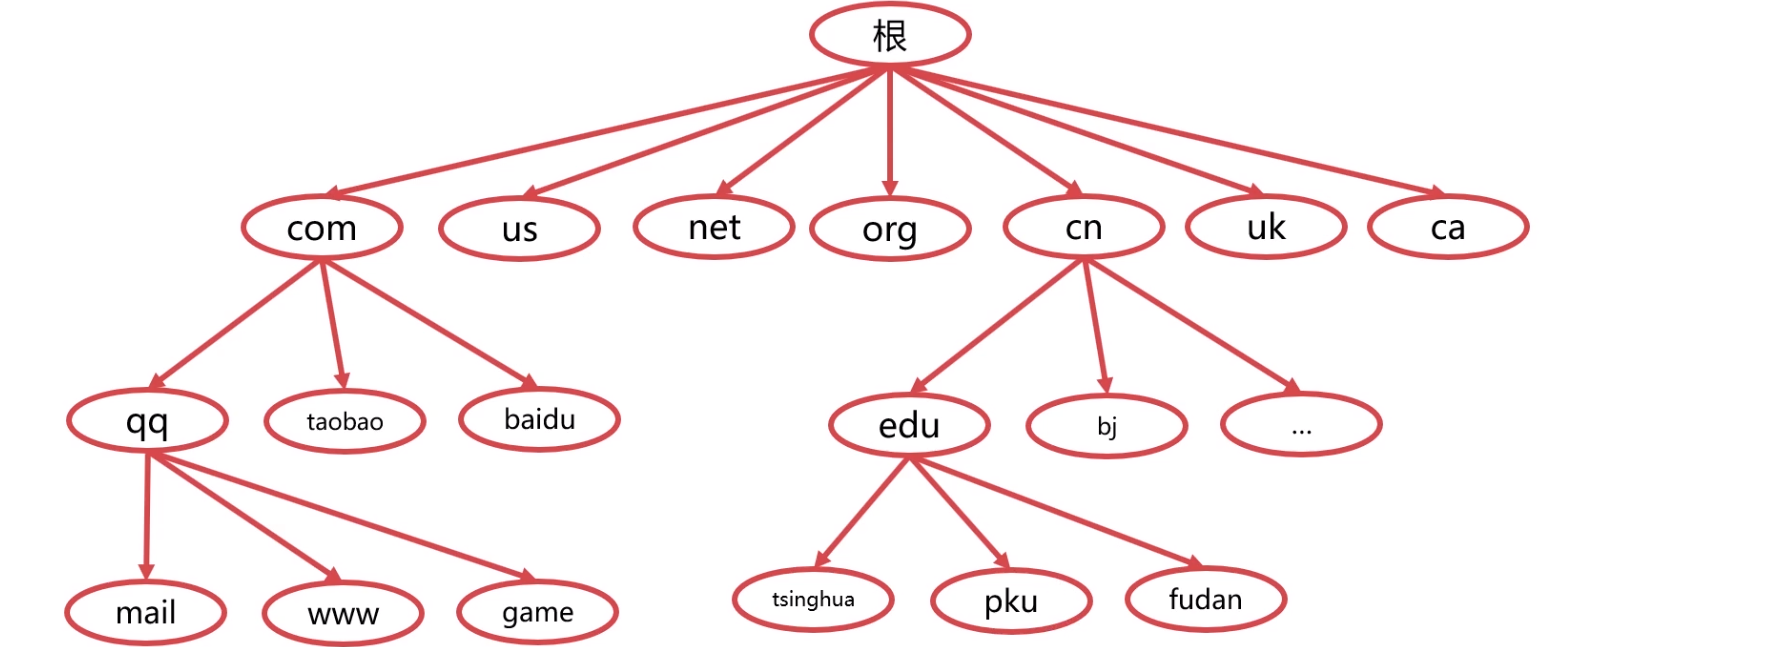 根
com
us
net
org
cn
uk
ca
qq
taobao
baidu
edu
bj
...
mail
www
game
tsinghua
pku
fudan